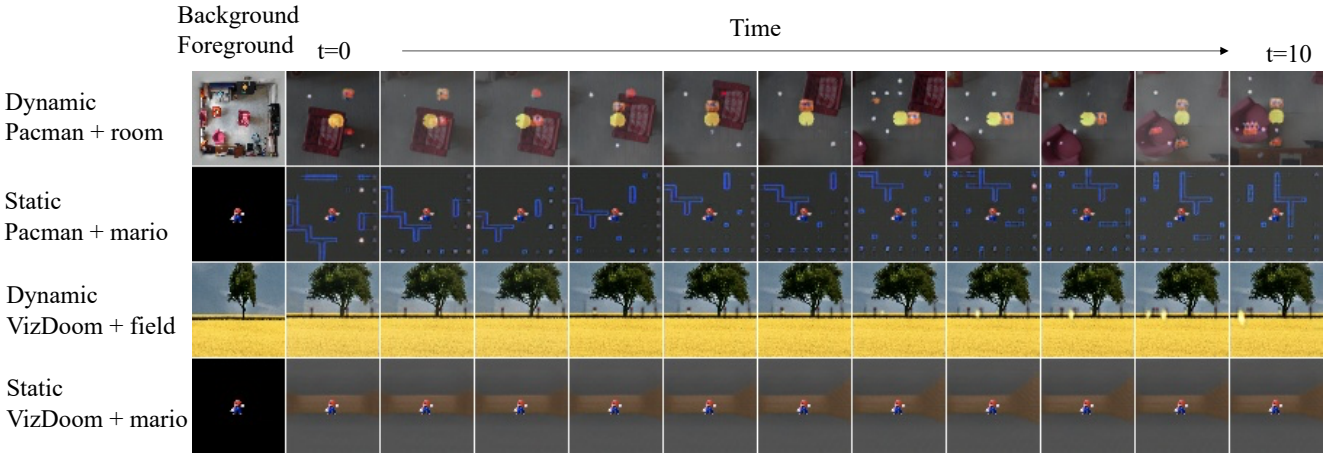 Background
Foreground
t=0
Time
t=10
Dynamic
Pacman + room
Static
Pacman + mario
Dynamic
VizDoom + field
Static
VizDoom + mario